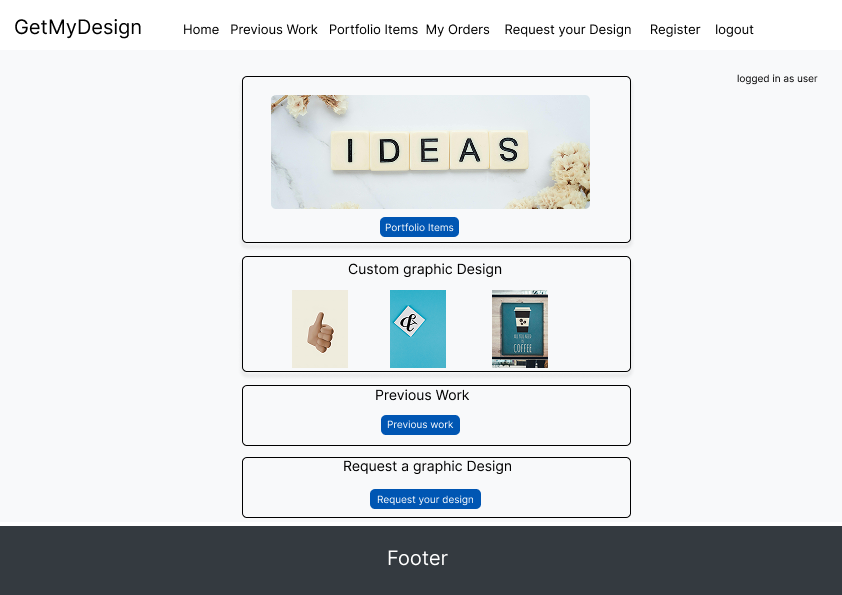 GetMyDesign
Home Previous Work Portfolio Items My Orders Request your Design Register logout
logged in as user
IDEAS
Portfolio Items
Custom graphic Design
&
COFFEE
Previous Work
Previous work
Request a graphic Design
Request your design
Footer